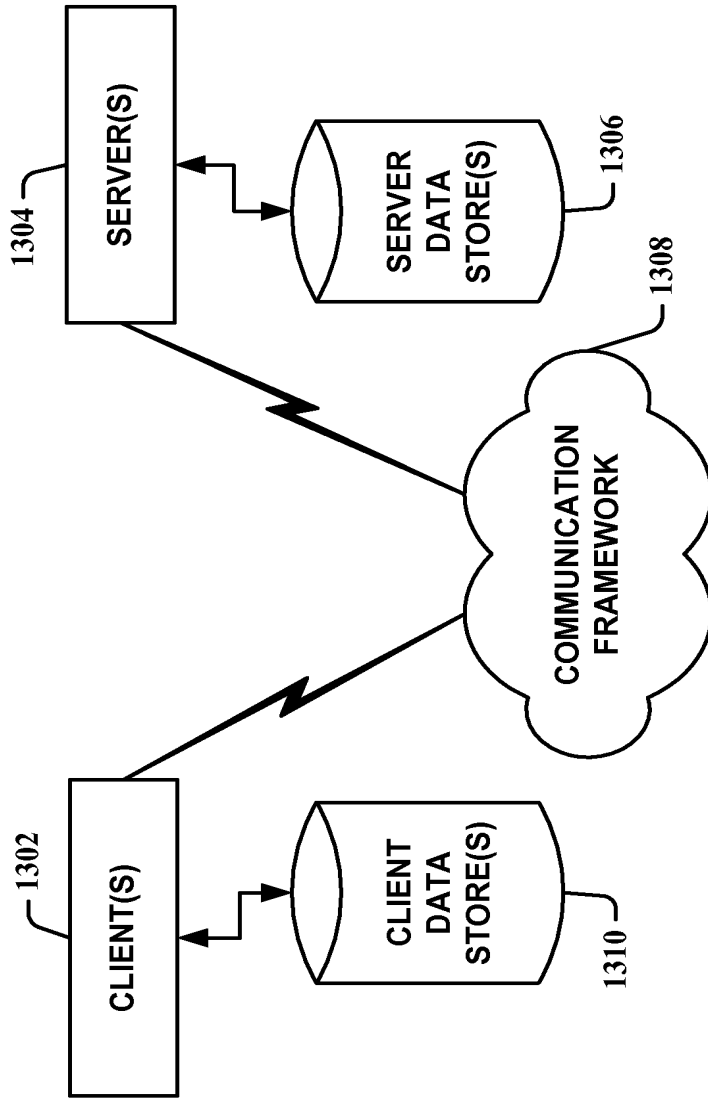 1302
1304
CLIENT(S)
SERVER(S)
CLIENT
DATA
STORE(S)
SERVER
DATA
STORE(S)
1310
1306
1308
COMMUNICATION
FRAMEWORK